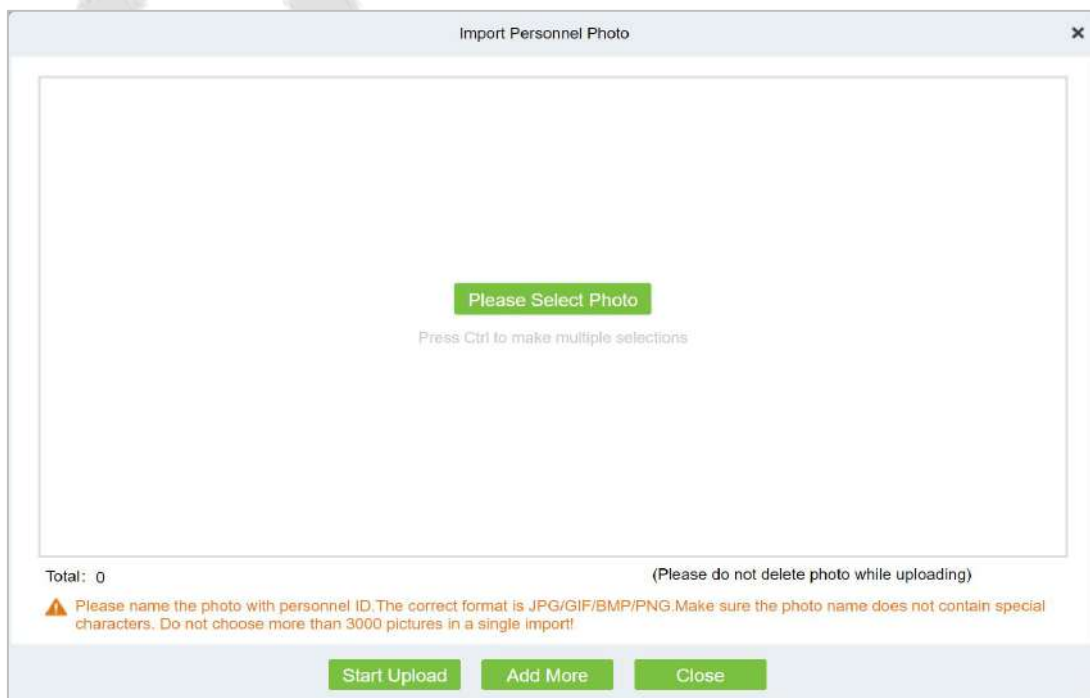 Import Personnel Photo
Please Select Photo
Press Ctrl to make multiple selections
Total: 0
(Please do not delete photo while uploading)
Please name the photo with personnel ID.The correct format is JPG/GIF/BMP/PNG.Make sure the photo name does not contain special
characters. Do not choose more than 3000 pictures in a single import!
Start Upload
Add More
Close